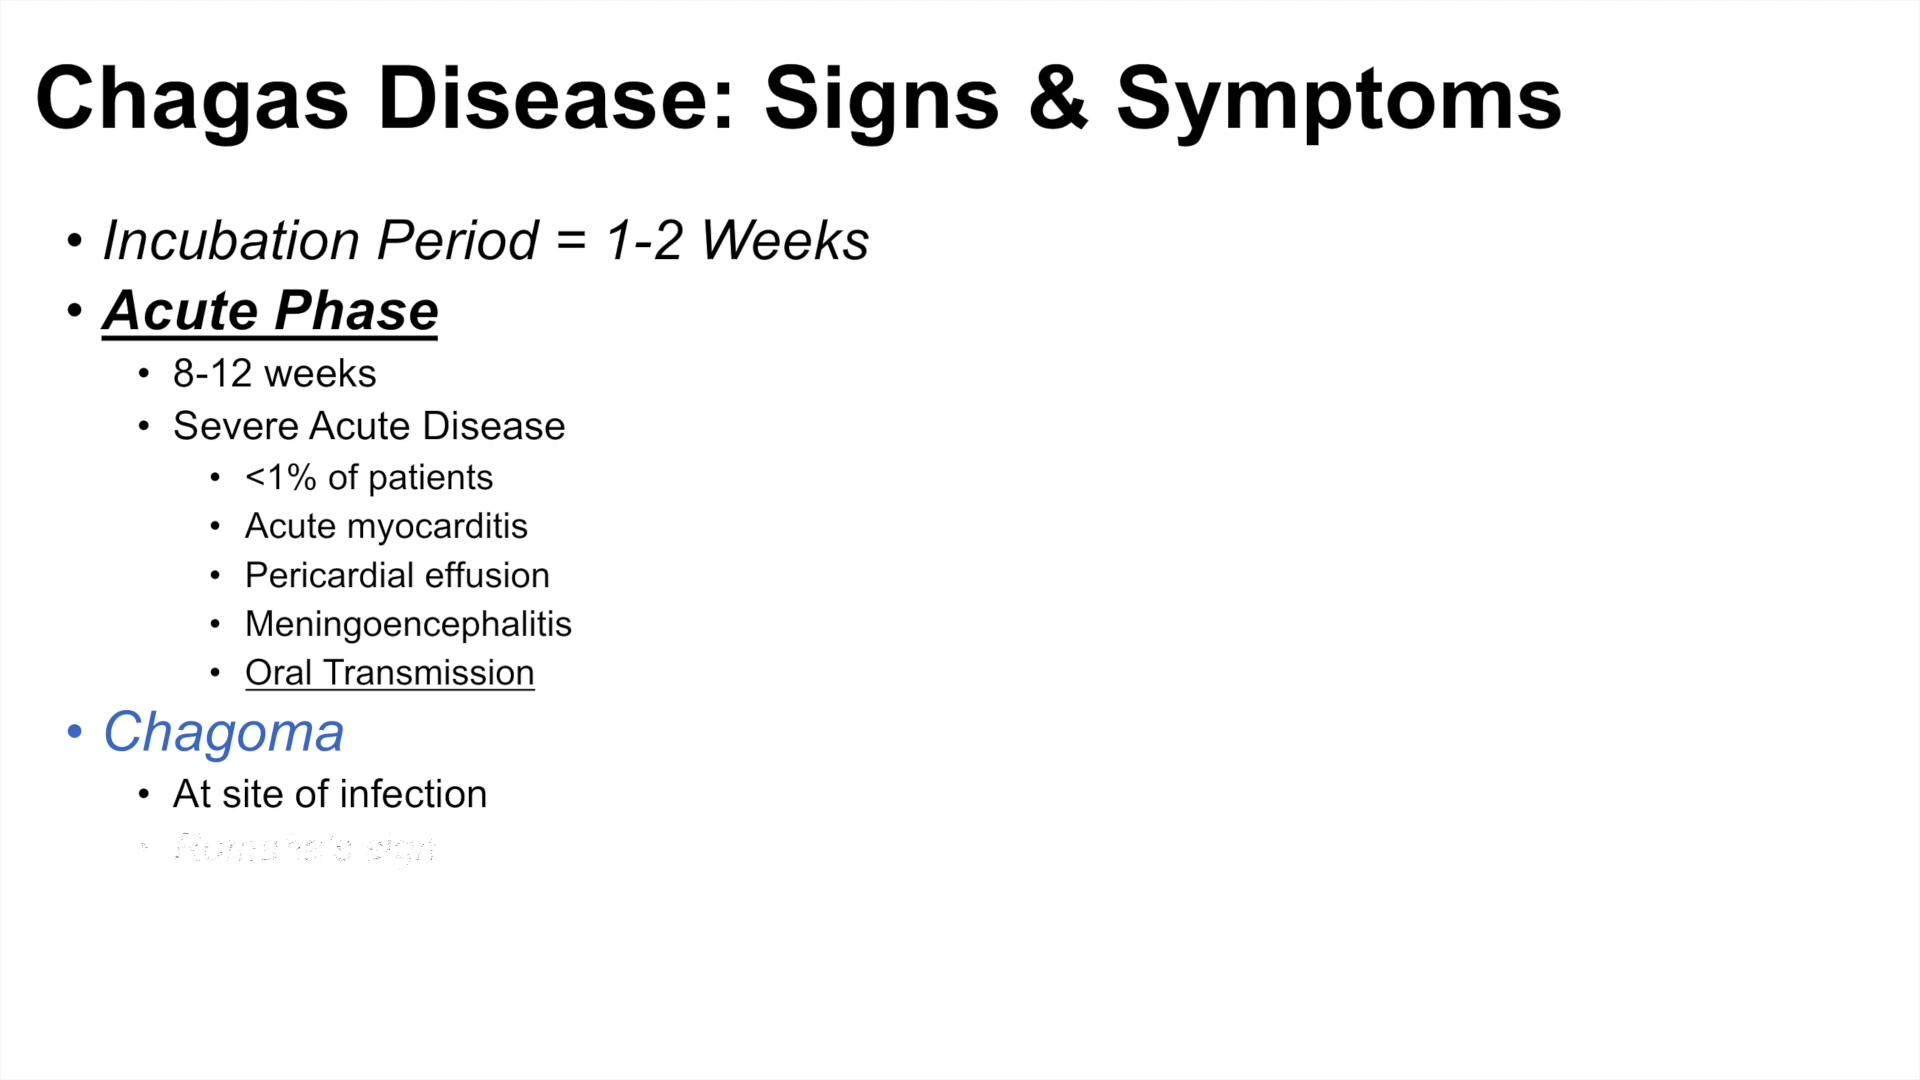 Chagas Disease: Signs & Symptoms
• Incubation Period = 1-2 Weeks
• Acute Phase
• 8-12 weeks
• Severe Acute Disease
• <1% of patients
• Acute myocarditis
• Pericardial effusion
• Meningoencephalitis
• Oral Transmission
• Chagoma
• At site of infection
• sign